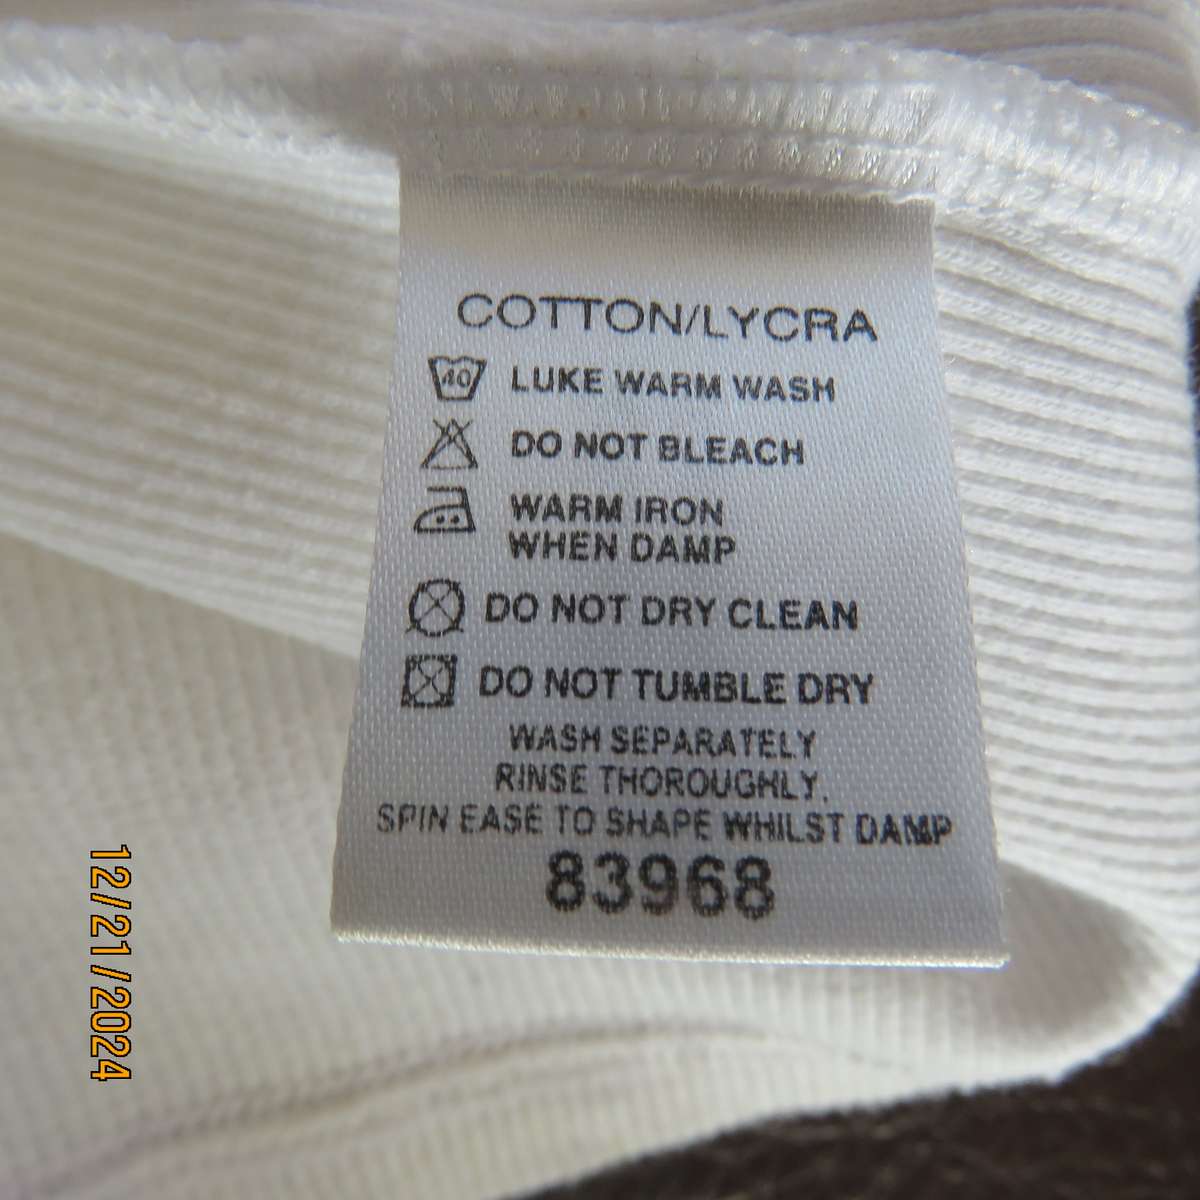 COTTON/LYCRA
40 LUKE WARM WASH
DO NOT BLEACH
WARM IRON
WHEN DAMP
DO NOT DRY CLEAN
DO NOT TUMBLE DRY
WASH SEPARATELY
RINSE THOROUGHLY.
SPIN EASE TO SHAPE WHILST DAMP
83968
12/21/2024